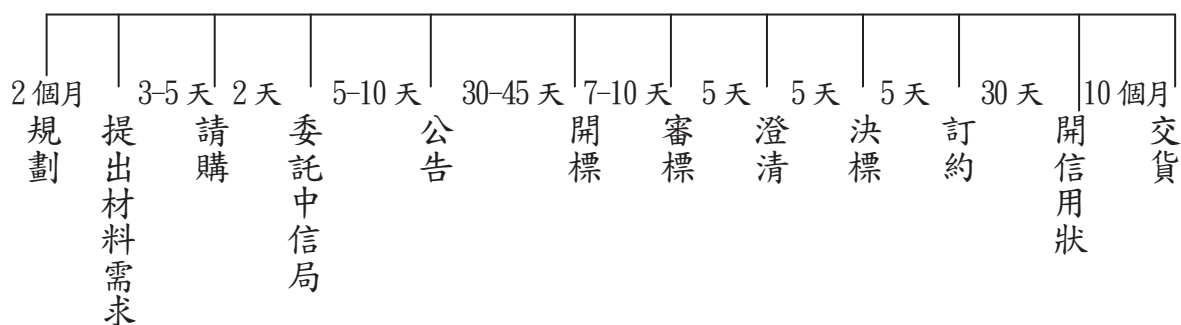 2個月 3-5天 2天 5-10天 30-45天 7-10天 5天 5天 5天 30天 10個月
規劃
提出材料需求
請購
委託中信局
公告
開標
審標
澄清
決標
訂約
開信用狀
交貨